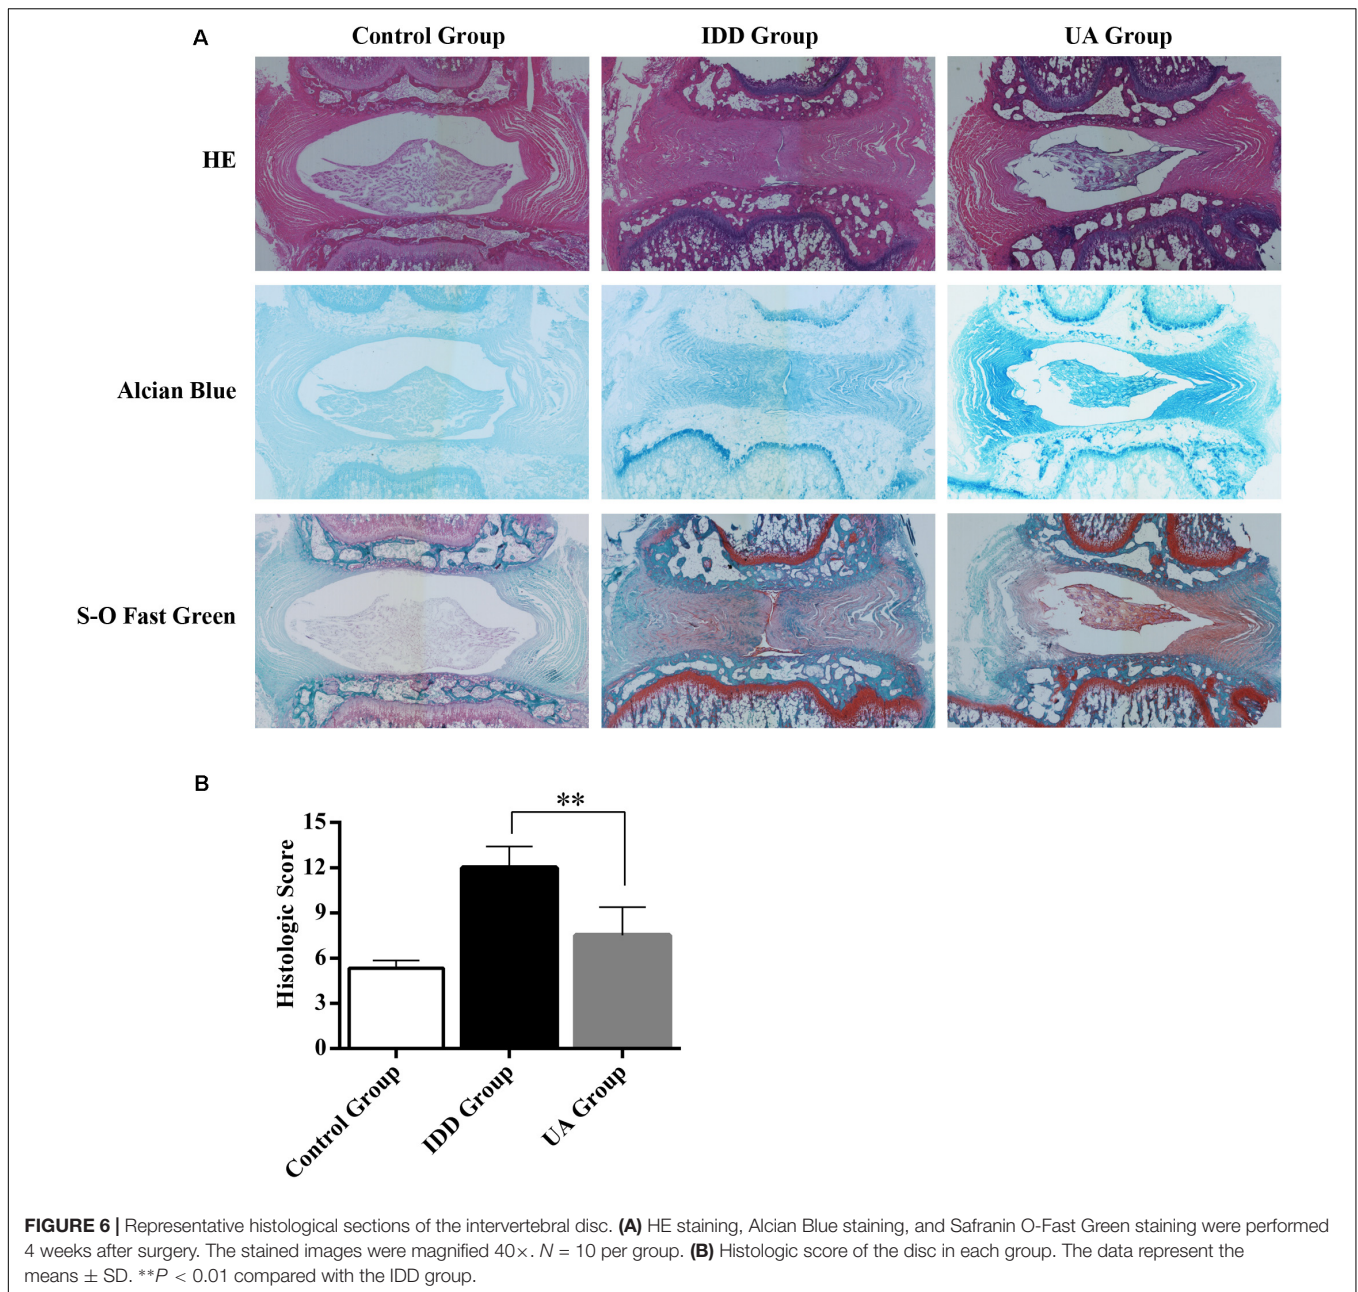 A
Control Group
IDD Group
UA Group
HE
Alcian Blue
S-O Fast Green
B
**
15
12
9
6
3
0
Histologic Score
Control Group
IDD Group
UA Group
FIGURE 6 | Representative histological sections of the intervertebral disc. (A) HE staining, Alcian Blue staining, and Safranin O-Fast Green staining were performed
4 weeks after surgery. The stained images were magnified 40×. N = 10 per group. (B) Histologic score of the disc in each group. The data represent the
means ± SD. **P < 0.01 compared with the IDD group.